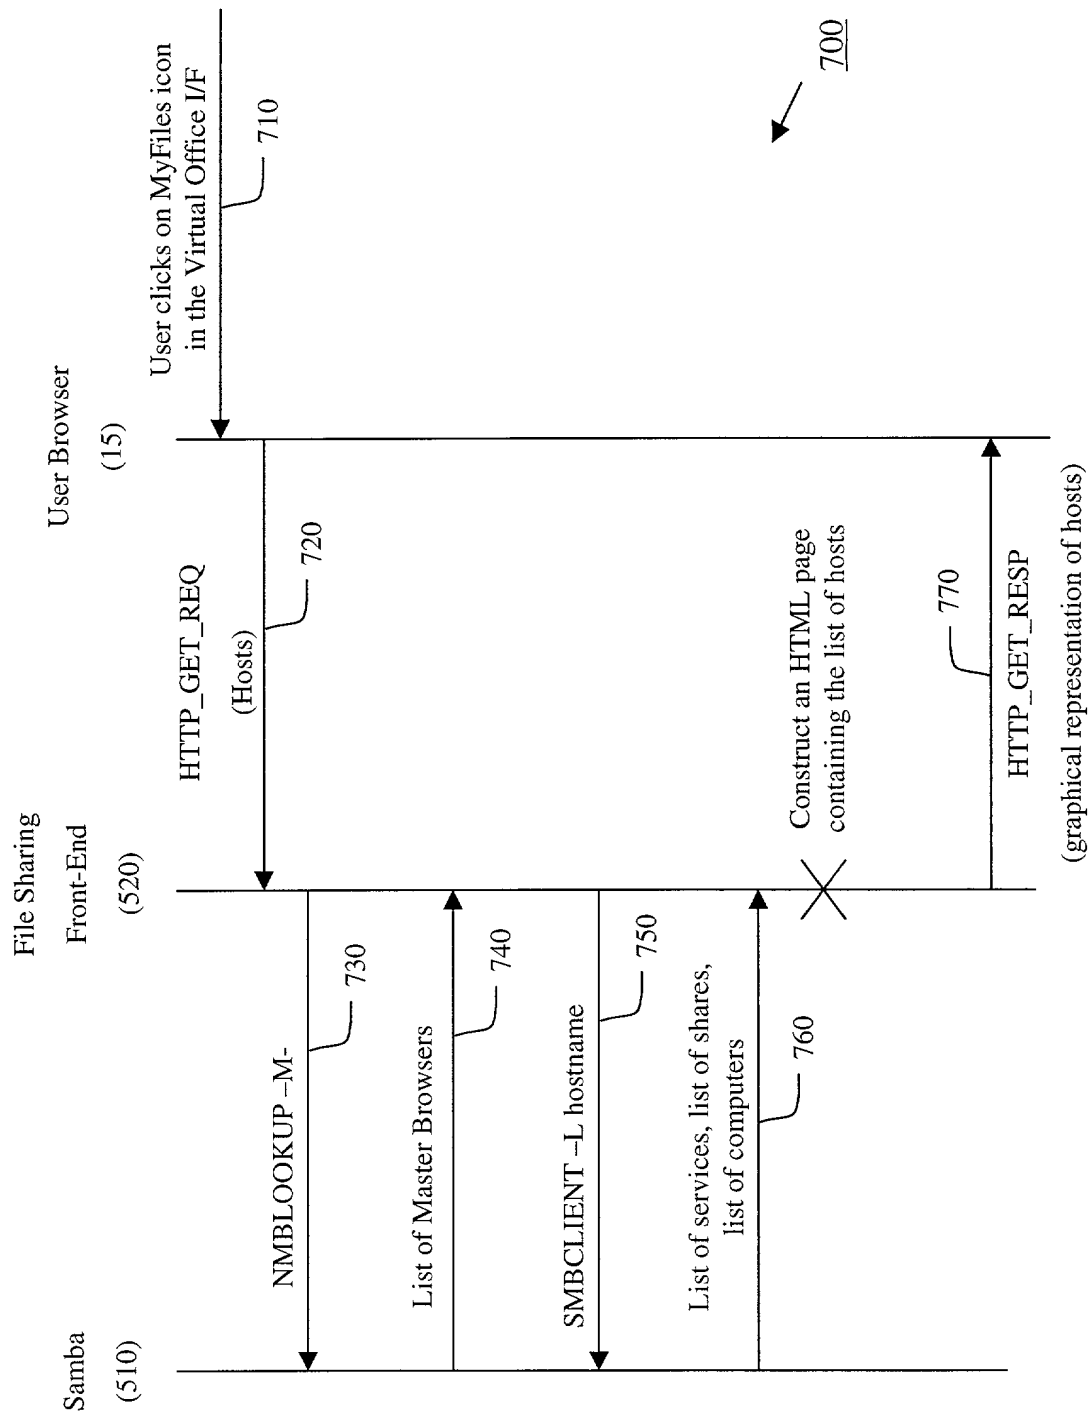 File Sharing
Samba
Front-End
User Browser
(510)
(520)
(15)
User clicks on MyFiles icon
in the Virtual Office I/F
710
HTTP_GET_REQ
(Hosts)
720
NMBLOOKUP –M-
730
List of Master Browsers
740
SMBCLIENT –L hostname
750
List of services, list of shares,
list of computers
760
Construct an HTML page
containing the list of hosts
770
HTTP_GET_RESP
(graphical representation of hosts)
700